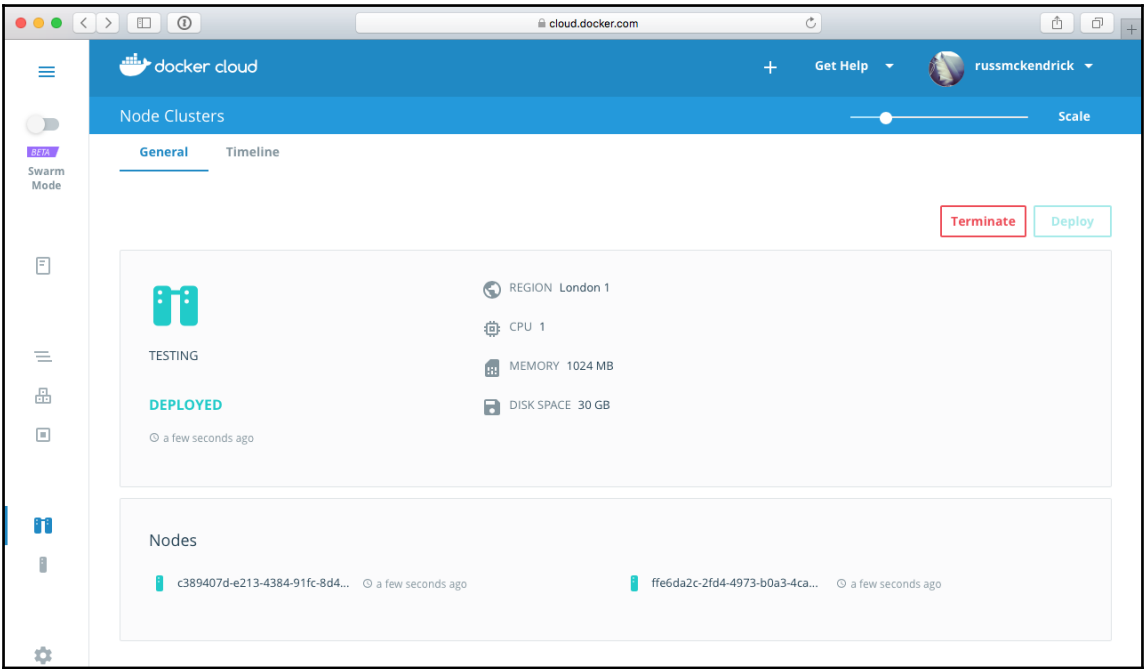 cloud.docker.com
docker cloud
+ Get Help russmckendrick
Node Clusters
Scale
BETA
Swarm
Mode
General Timeline
Terminate Deploy
REGION London 1
CPU 1
TESTING
MEMORY 1024 MB
DEPLOYED
DISK SPACE 30 GB
a few seconds ago
Nodes
c389407d-e213-4384-91fc-8d4... a few seconds ago
ffe6da2c-2fd4-4973-b0a3-4ca... a few seconds ago